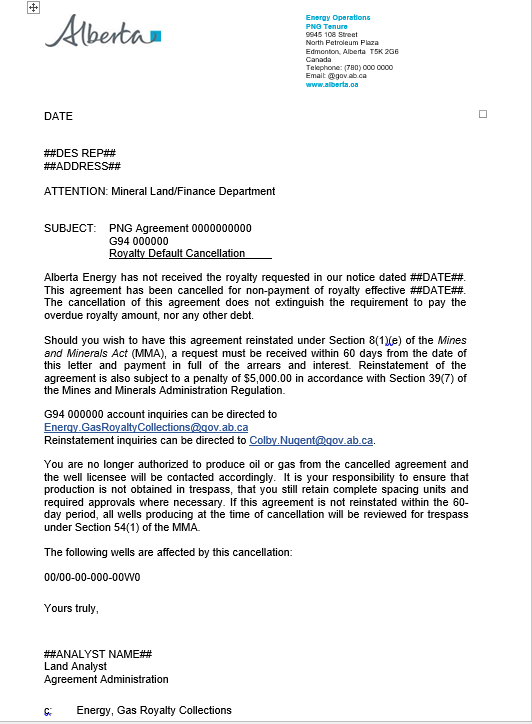 Alberta
Energy Operations
PNG Tenure
9945 108 Street
North Petroleum Plaza
Edmonton, Alberta T5K 2G6
Canada
Telephone: (780) 000 0000
Email: @gov.ab.ca
www.alberta.ca
DATE
##DES REP##
##ADDRESS##
ATTENTION: Mineral Land/Finance Department
SUBJECT: PNG Agreement 0000000000
G94 000000
Royalty Default Cancellation
Alberta Energy has not received the royalty requested in our notice dated ##DATE##.
This agreement has been cancelled for non-payment of royalty effective ##DATE##.
The cancellation of this agreement does not extinguish the requirement to pay the
overdue royalty amount, nor any other debt.
Should you wish to have this agreement reinstated under Section 8(1)(e) of the Mines
and Minerals Act (MMA), a request must be received within 60 days from the date of
this letter and payment in full of the arrears and interest. Reinstatement of the
agreement is also subject to a penalty of $5,000.00 in accordance with Section 39(7) of
the Mines and Minerals Administration Regulation.
G94 000000 account inquiries can be directed to
Energy.GasRoyaltyCollections@gov.ab.ca
Reinstatement inquiries can be directed to Colby.Nugent@gov.ab.ca.
You are no longer authorized to produce oil or gas from the cancelled agreement and
the well licensee will be contacted accordingly. It is your responsibility to ensure that
production is not obtained in trespass, that you still retain complete spacing units and
required approvals where necessary. If this agreement is not reinstated within the 60-
day period, all wells producing at the time of cancellation will be reviewed for trespass
under Section 54(1) of the MMA.
The following wells are affected by this cancellation:
00/00-00-000-00W0
Yours truly,
##ANALYST NAME##
Land Analyst
Agreement Administration
c: Energy, Gas Royalty Collections